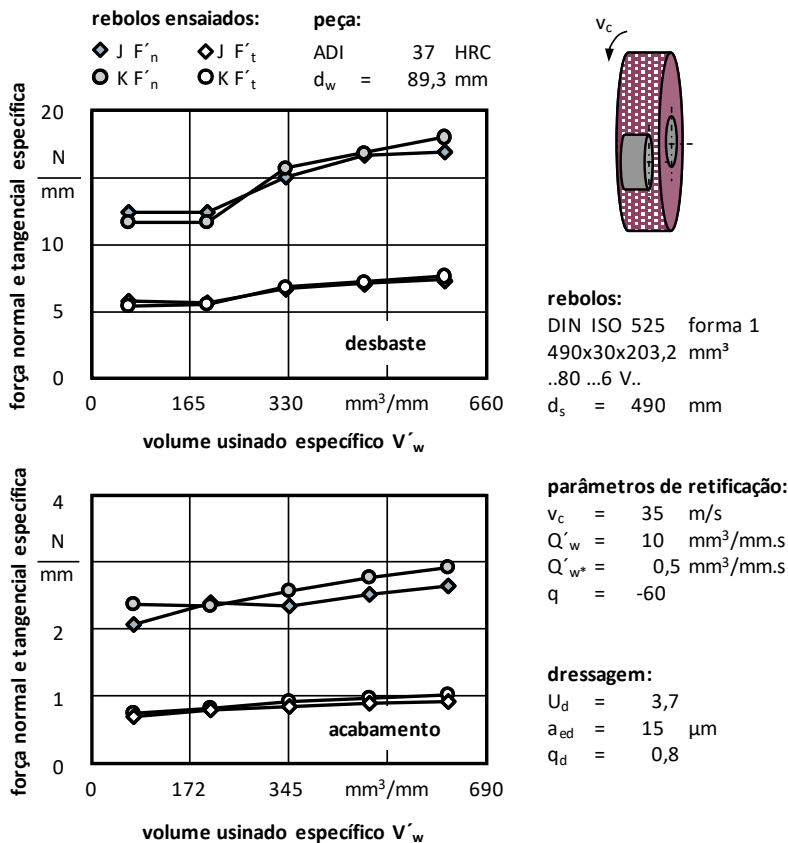 rebolos ensaiados:
J F´n
J F´t
K F´n
K F´t
peça:
ADI 37 HRC
dw = 89,3 mm
vc
força normal e tangencial específica
20
N
mm
10
5
0
desbaste
0 165 330 mm³/mm 660
volume usinado específico V´w
rebolos:
DIN ISO 525 forma 1
490x30x203,2 mm³
..80 ...6 V..
ds = 490 mm
força normal e tangencial específica
4
N
mm
2
1
0
acabamento
0 172 345 mm³/mm 690
volume usinado específico V´w
parâmetros de retificação:
vc = 35 m/s
Q´w = 10 mm³/mm.s
Q´w* = 0,5 mm³/mm.s
q = -60
dressagem:
Ud = 3,7
aed = 15 µm
qd = 0,8